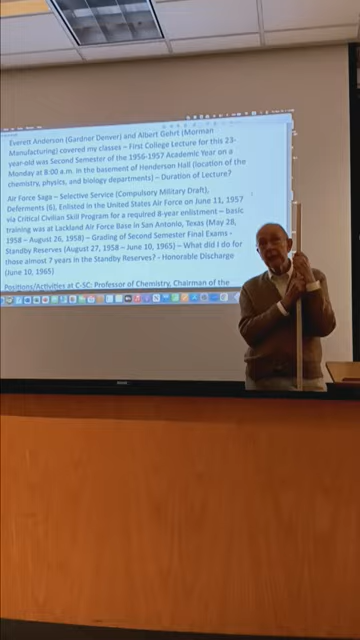 Everett Anderson (Gardner Denver) and Albert Gehrt (Morman
Manufacturing) covered my classes – First College Lecture for this 23-
year-old was Second Semester of the 1956-1957 Academic Year on a
Monday at 8:00 a.m. in the basement of Henderson Hall (location of the
chemistry, physics, and biology departments) – Duration of Lecture?
Air Force Saga – Selective Service (Compulsory Military Draft),
Deferments (6), Enlisted in the United States Air Force on June 11, 1957
via Critical Civilian Skill Program for a required 8-year enlistment – basic
training was at Lackland Air Force Base in San Antonio, Texas (May 28,
1958 – August 26, 1958) – Grading of Second Semester Final Exams -
Standby Reserves (August 27, 1958 – June 10, 1965) – What did I do for
those almost 7 years in the Standby Reserves? - Honorable Discharge
(June 10, 1965)
Positions/Activities at C-SC: Professor of Chemistry, Chairman of the